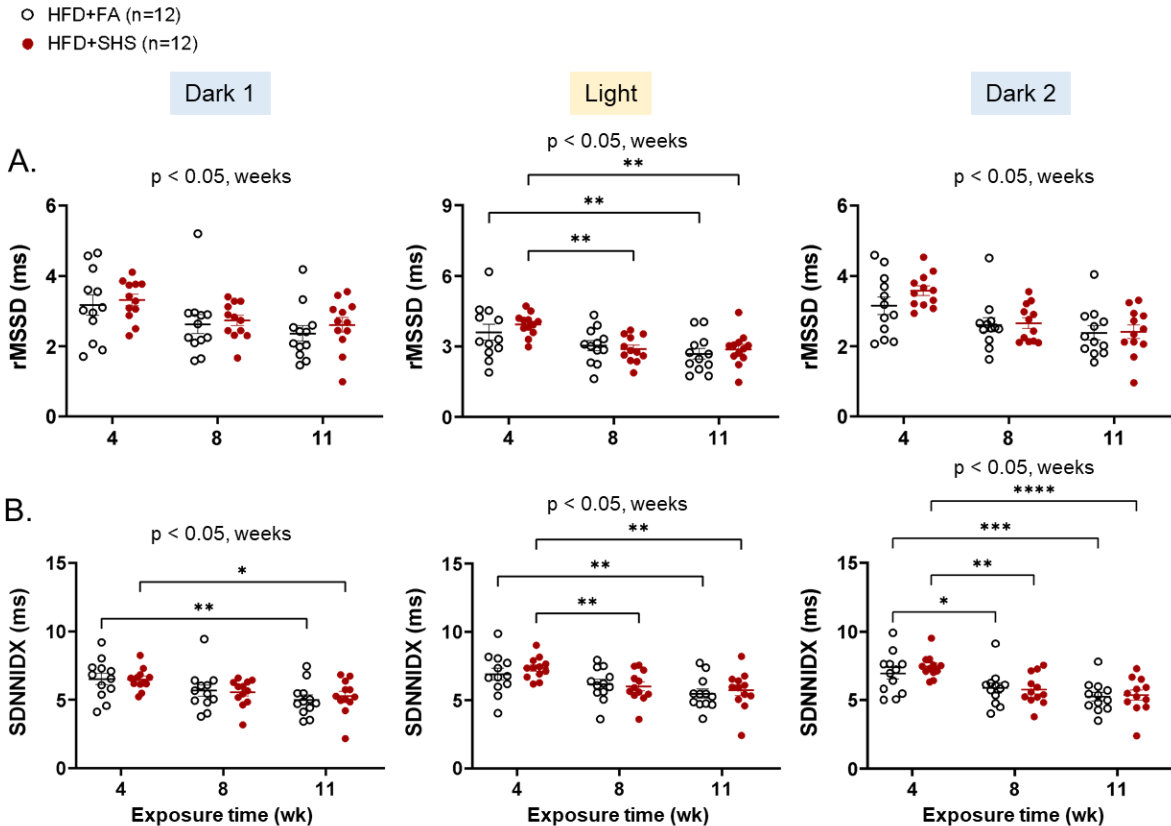 HFD+FA (n=12)
HFD+SHS (n=12)
Dark 1
Light
Dark 2
A.
p < 0.05, weeks
rMSSD (ms)
6
4
2
0
4
8
11
p < 0.05, weeks
**
**
**
rMSSD (ms)
9
6
3
0
4
8
11
p < 0.05, weeks
rMSSD (ms)
6
4
2
0
4
8
11
B.
p < 0.05, weeks
*
**
SDNNIDX (ms)
15
10
5
0
4
8
11
Exposure time (wk)
p < 0.05, weeks
**
**
**
SDNNIDX (ms)
15
10
5
0
4
8
11
Exposure time (wk)
p < 0.05, weeks
****
***
**
*
SDNNIDX (ms)
15
10
5
0
4
8
11
Exposure time (wk)